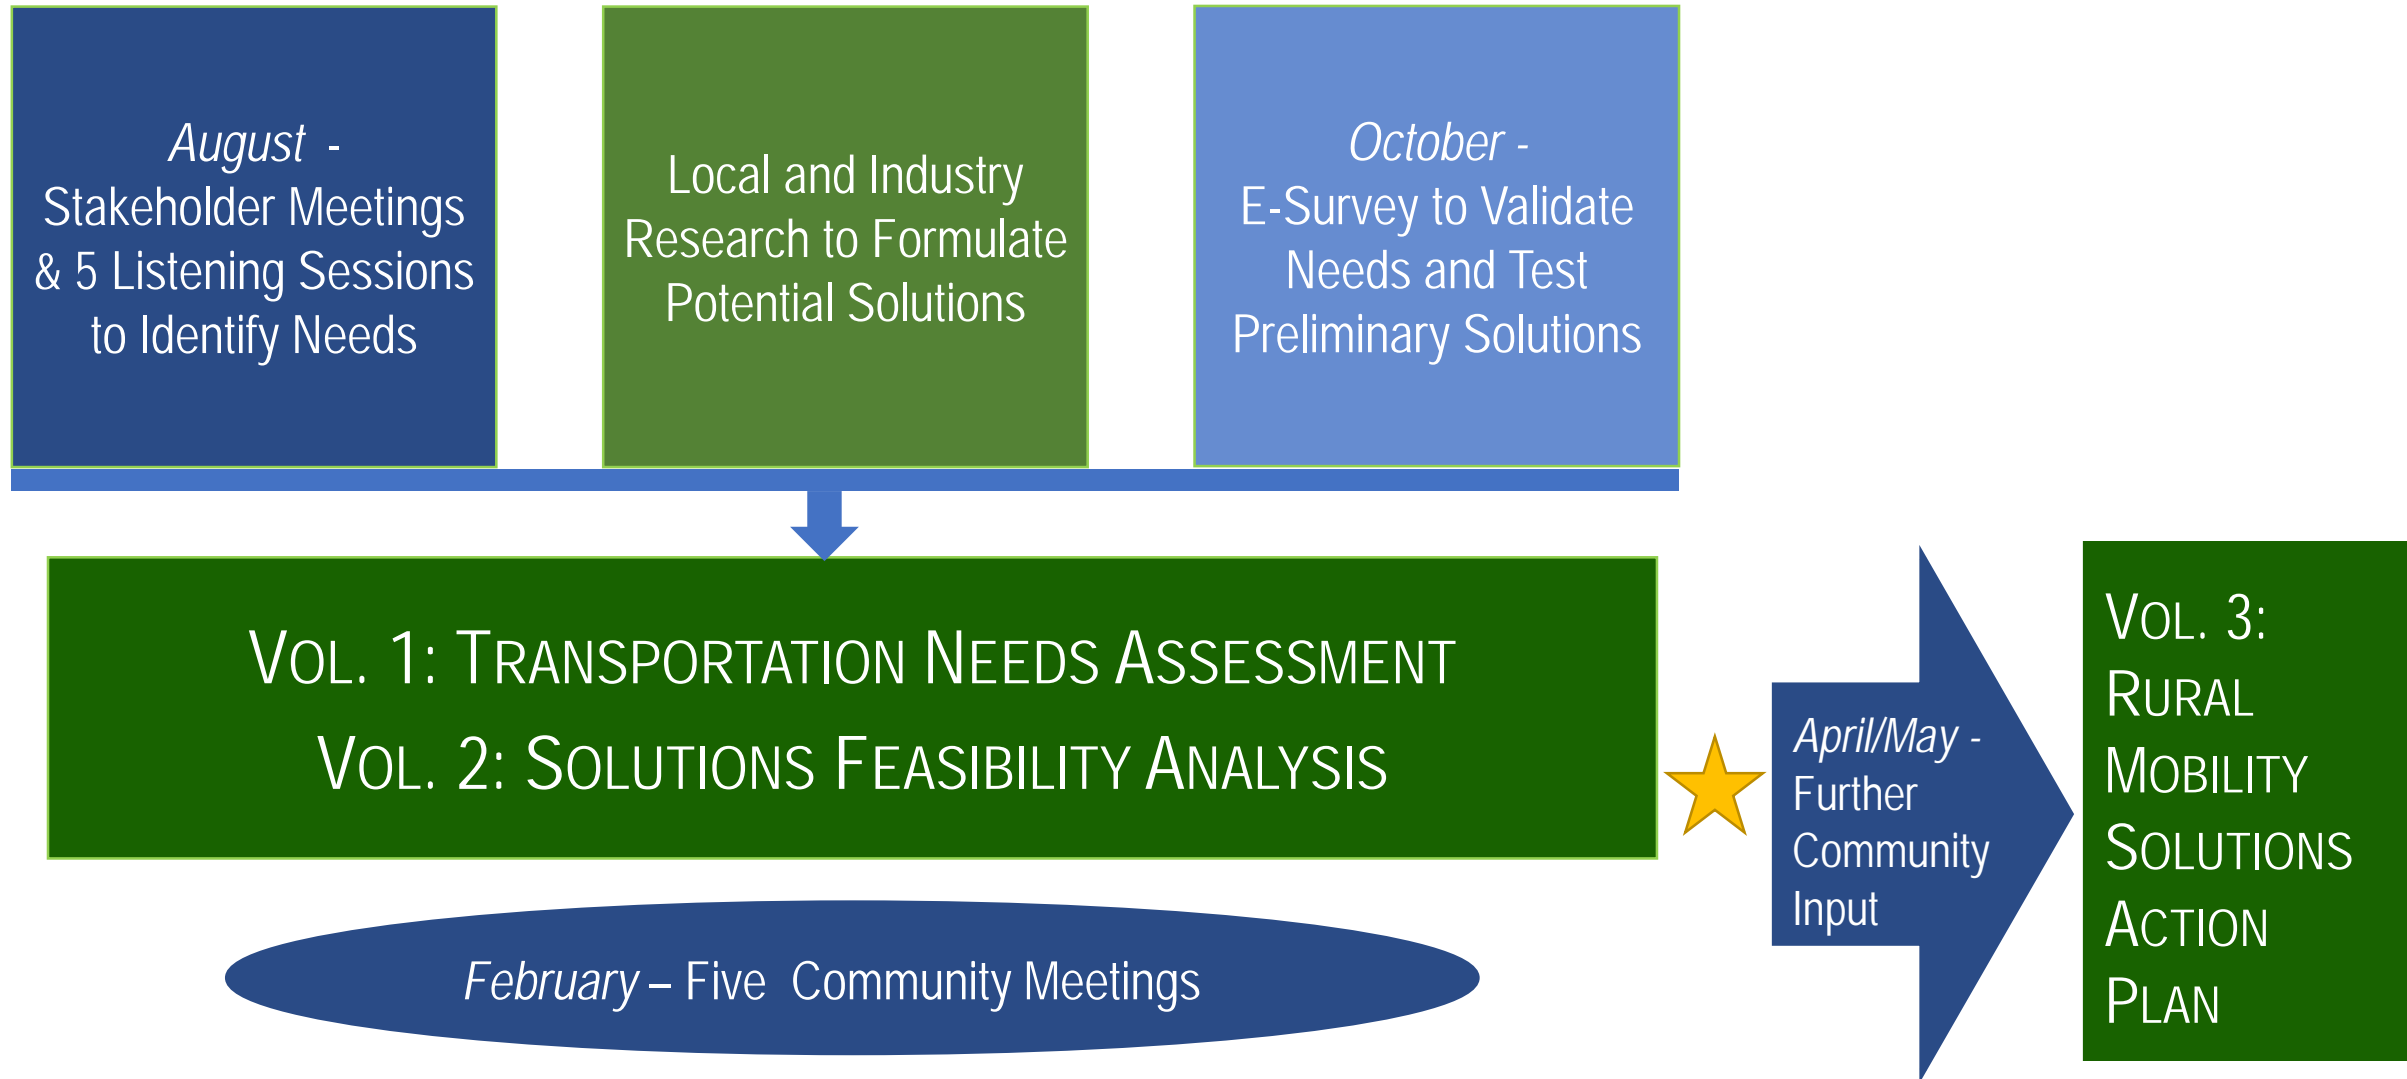 August -
Stakeholder Meetings
& 5 Listening Sessions
to Identify Needs
Local and Industry
Research to Formulate
Potential Solutions
October -
E-Survey to Validate
Needs and Test
Preliminary Solutions
VOL. 1: TRANSPORTATION NEEDS ASSESSMENT
VOL. 2: SOLUTIONS FEASIBILITY ANALYSIS
February – Five Community Meetings
April/May -
Further
Community
Input
VOL. 3:
RURAL
MOBILITY
SOLUTIONS
ACTION
PLAN